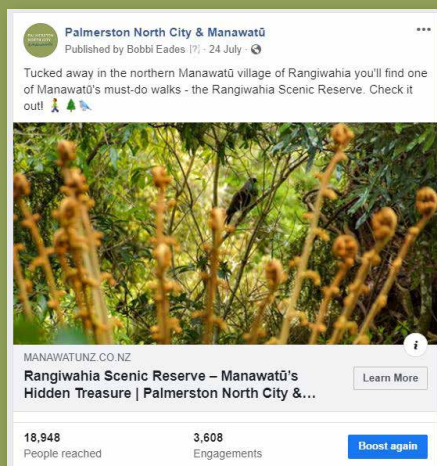 Palmerston North City & Manawatū
Published by Bobbi Eades [?] · 24 July ·
Tucked away in the northern Manawatū village of Rangiwahia you'll find one
of Manawatū's must-do walks - the Rangiwahia Scenic Reserve. Check it
out!
MANAWATUNZ.CO.NZ
Rangiwahia Scenic Reserve – Manawatū's
Hidden Treasure | Palmerston North City &...
Learn More
18,948
People reached
3,608
Engagements
Boost again